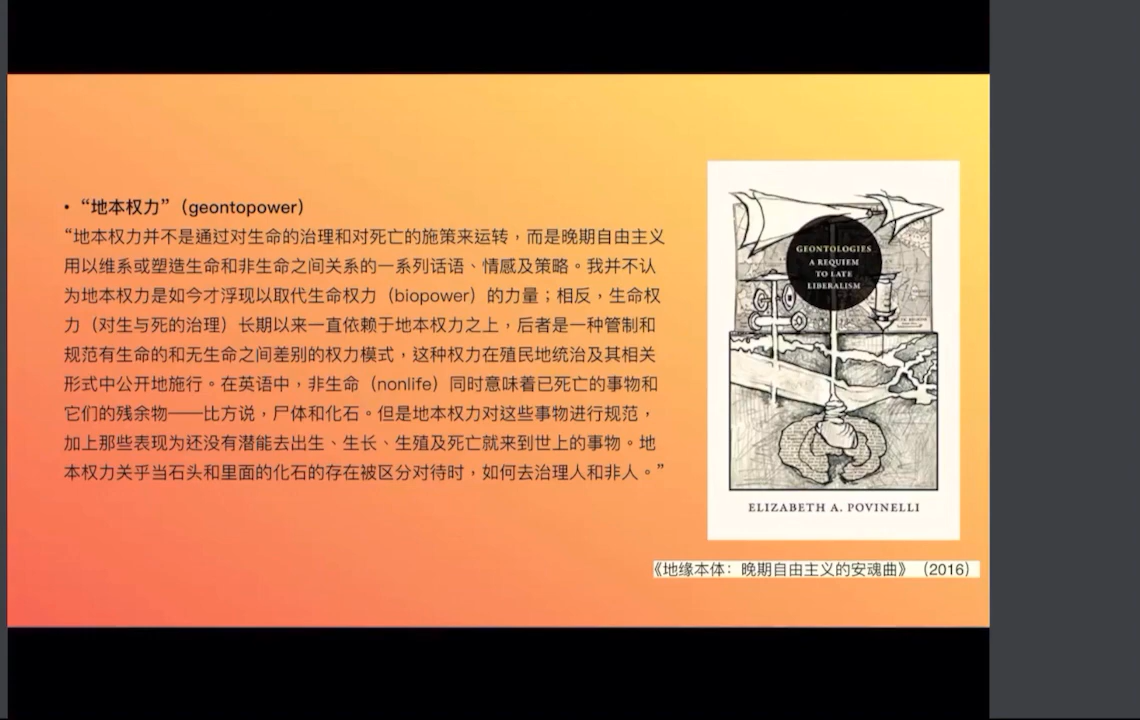 • “地本权力”（geontopower）
“地本权力并不是通过对生命的治理和对死亡的施策来运转，而是晚期自由主义
用以维系或塑造生命和非生命之间关系的一系列话语、情感及策略。我并不认
为地本权力是如今才浮现以取代生命权力（biopower）的力量；相反，生命权
力（对生与死的治理）长期以来一直依赖于地本权力之上，后者是一种管制和
规范有生命的和无生命之间差别的权力模式，这种权力在殖民地统治及其相关
形式中公开地施行。在英语中，非生命（nonlife）同时意味着已死亡的事物和
它们的残余物——比方说，尸体和化石。但是地本权力对这些事物进行规范，
加上那些表现为还没有潜能去出生、生长、生殖及死亡就来到世上的事物。地
本权力关乎当石头和里面的化石的存在被区分对待时，如何去治理人和非人。”
GEONTOLOGIES
A REQUIEM
TO LATE
LIBERALISM
ELIZABETH A. POVINELLI
《地缘本体：晚期自由主义的安魂曲》（2016）